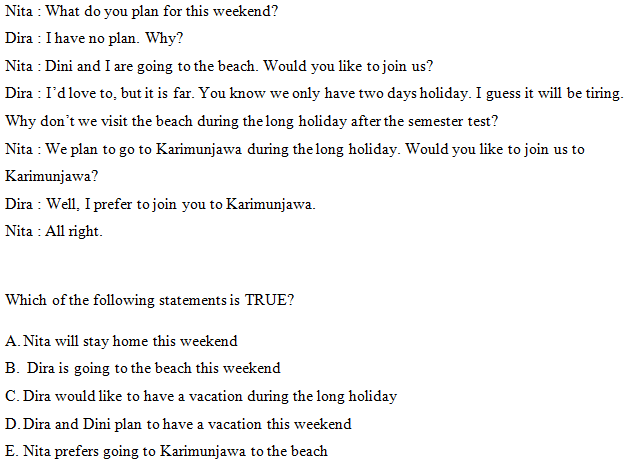 Nita : What do you plan for this weekend?
Dira : I have no plan. Why?
Nita : Dini and I are going to the beach. Would you like to join us?
Dira : I'd love to, but it is far. You know we only have two days holiday. I guess it will be tiring.
Why don't we visit the beach during the long holiday after the semester test?
Nita : We plan to go to Karimunjawa during the long holiday. Would you like to join us to
Karimunjawa?
Dira : Well, I prefer to join you to Karimunjawa.
Nita : All right.
Which of the following statements is TRUE?
A. Nita will stay home this weekend
B. Dira is going to the beach this weekend
C. Dira would like to have a vacation during the long holiday
D. Dira and Dini plan to have a vacation this weekend
E. Nita prefers going to Karimunjawa to the beach